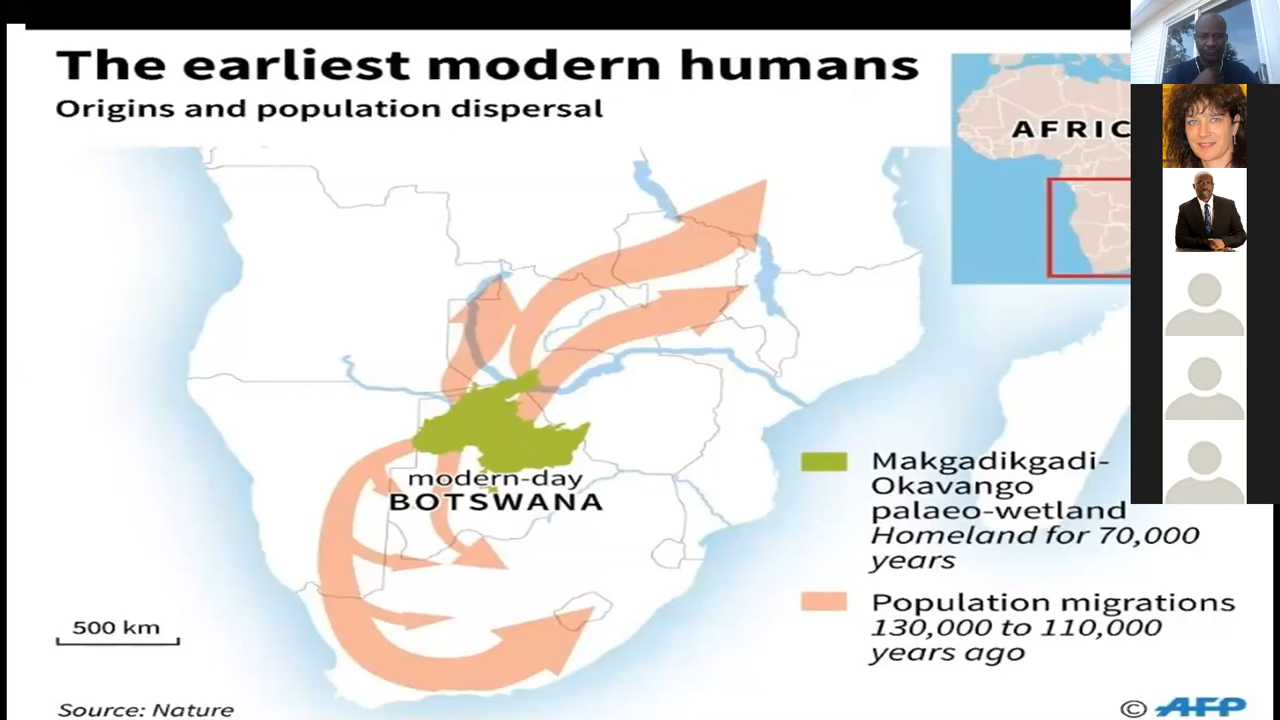 The earliest modern humans
Origins and population dispersal
AFRIC
modern-day
BOTSWANA
Makgadikgadi-
Okavango
palaeo-wetland
Homeland for 70,000
years
Population migrations
130,000 to 110,000
years ago
500 km
Source: Nature
© AFP